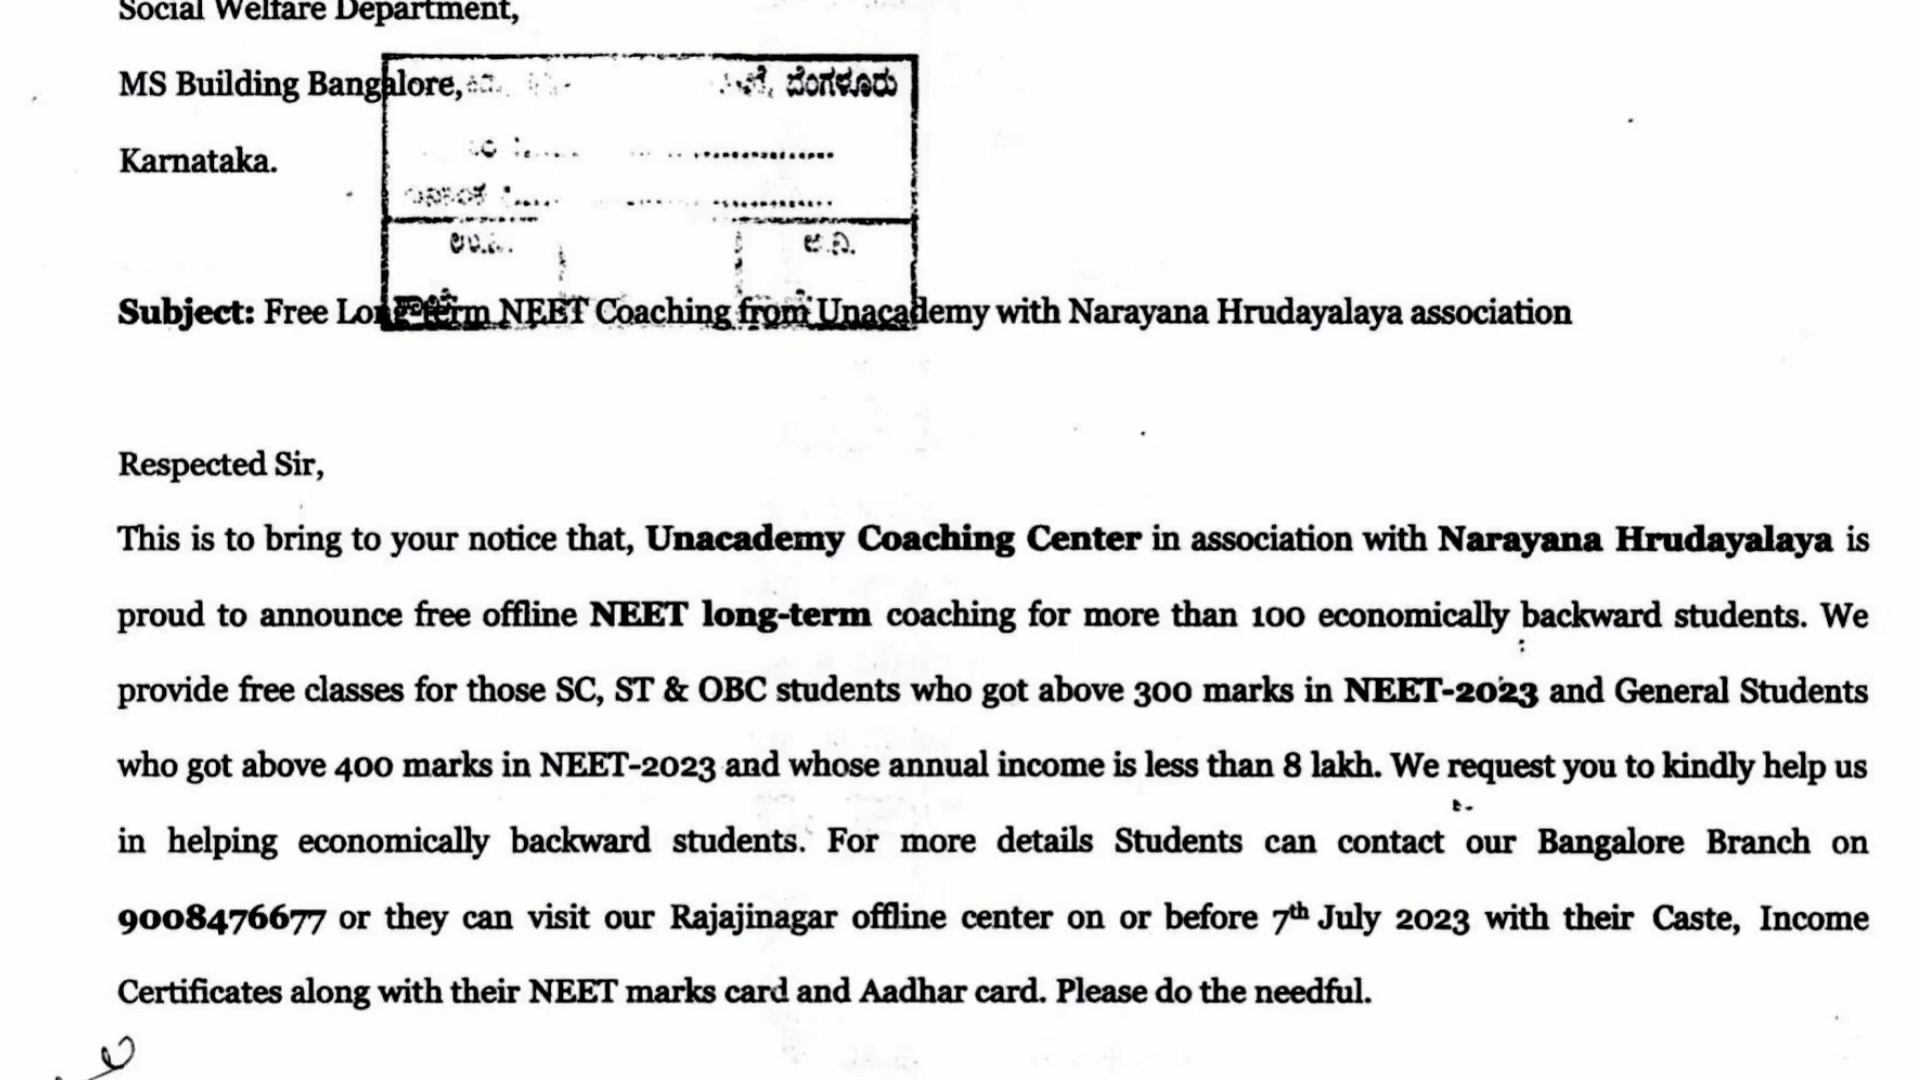 Social Welfare Department,
MS Building Bangalore,
ಬೆಂಗಳೂರು
Karnataka.
Subject: Free Long-term NEET Coaching from Unacademy with Narayana Hrudayalaya association
Respected Sir,
This is to bring to your notice that, Unacademy Coaching Center in association with Narayana Hrudayalaya is
proud to announce free offline NEET long-term coaching for more than 100 economically backward students. We
provide free classes for those SC, ST & OBC students who got above 300 marks in NEET-2023 and General Students
who got above 400 marks in NEET-2023 and whose annual income is less than 8 lakh. We request you to kindly help us
in helping economically backward students. For more details Students can contact our Bangalore Branch on
9008476677 or they can visit our Rajajinagar offline center on or before 7th July 2023 with their Caste, Income
Certificates along with their NEET marks card and Aadhar card. Please do the needful.